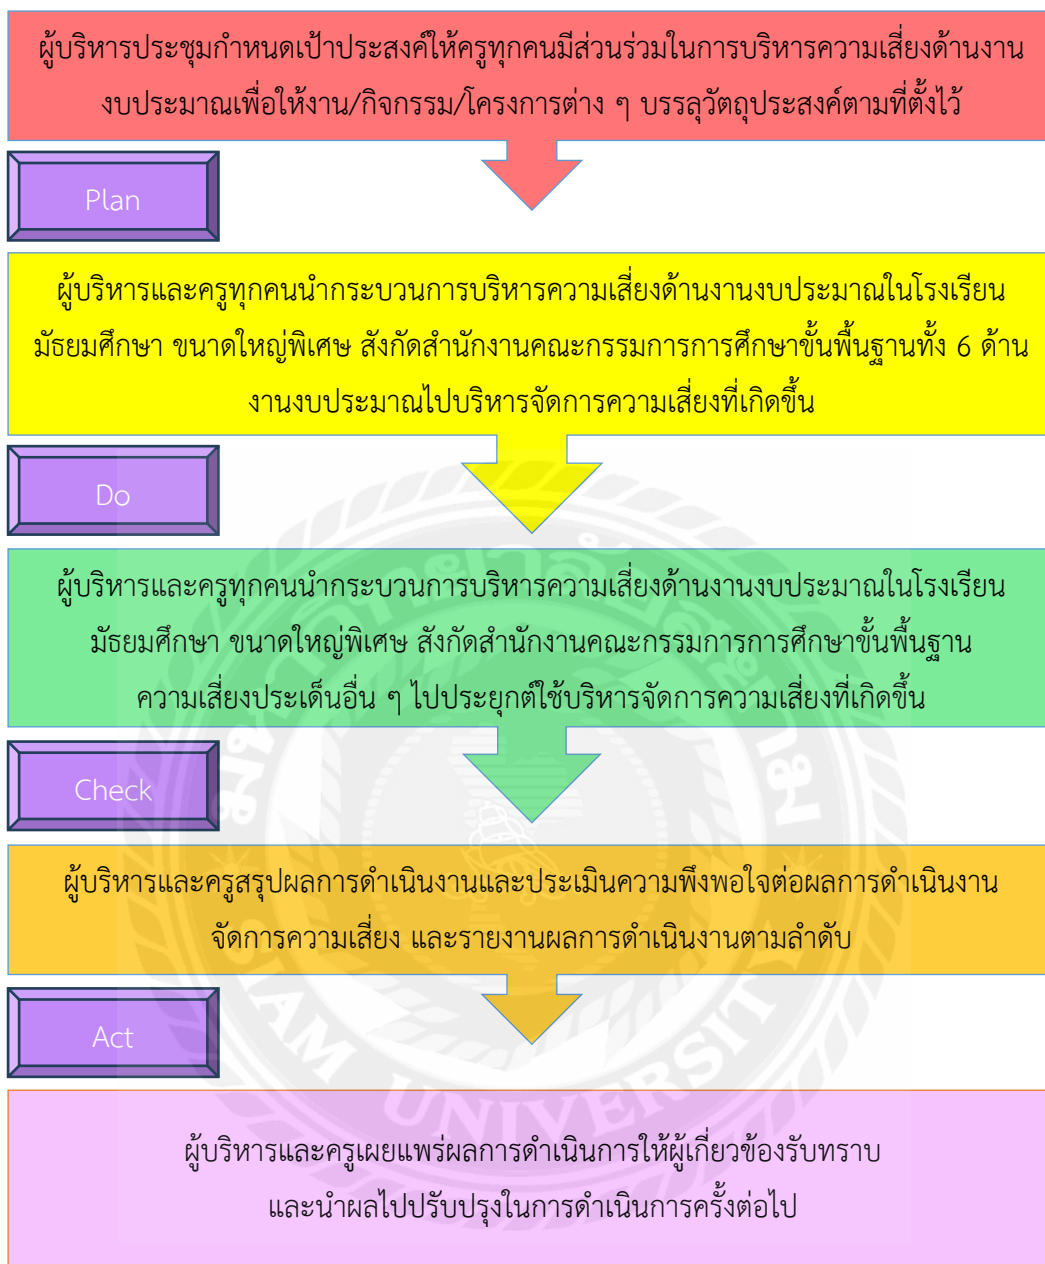 ผู้บริหารประชุมกำหนดเป้าประสงค์ให้ครูทุกคนมีส่วนร่วมในการบริหารความเสี่ยงด้านงาน
งบประมาณเพื่อให้งาน/กิจกรรม/โครงการต่าง ๆ บรรลุวัตถุประสงค์ตามที่ตั้งไว้
Plan
ผู้บริหารและครูทุกคนนำกระบวนการบริหารความเสี่ยงด้านงานงบประมาณในโรงเรียน
มัธยมศึกษา ขนาดใหญ่พิเศษ สังกัดสำนักงานคณะกรรมการการศึกษาขั้นพื้นฐานทั้ง 6 ด้าน
งานงบประมาณไปบริหารจัดการความเสี่ยงที่เกิดขึ้น
Do
ผู้บริหารและครูทุกคนนำกระบวนการบริหารความเสี่ยงด้านงานงบประมาณในโรงเรียน
มัธยมศึกษา ขนาดใหญ่พิเศษ สังกัดสำนักงานคณะกรรมการการศึกษาขั้นพื้นฐาน
ความเสี่ยงประเด็นอื่น ๆ ไปประยุกต์ใช้บริหารจัดการความเสี่ยงที่เกิดขึ้น
Check
ผู้บริหารและครูสรุปผลการดำเนินงานและประเมินความพึงพอใจต่อผลการดำเนินงาน
จัดการความเสี่ยง และรายงานผลการดำเนินงานตามลำดับ
Act
ผู้บริหารและครูเผยแพร่ผลการดำเนินการให้ผู้เกี่ยวข้องรับทราบ
และนำผลไปปรับปรุงในการดำเนินการครั้งต่อไป
มหาวิทยาลัยสยาม
SIAM UNIVERSITY